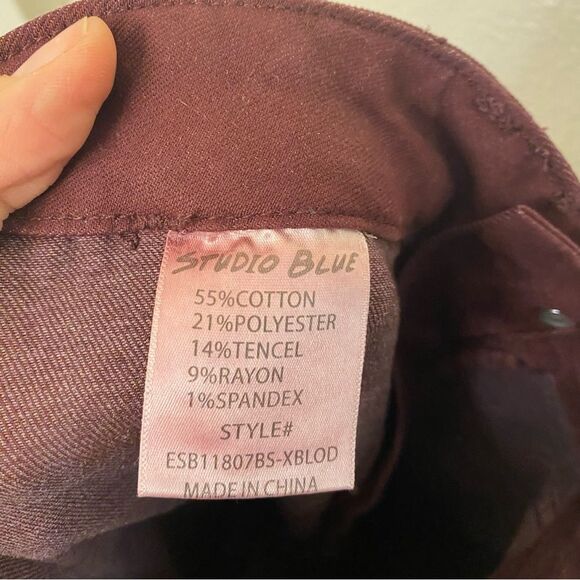 STUDIO BLUE
55%COTTON
21%POLYESTER
14%TENCEL
9%RAYON
1%SPANDEX
STYLE#
ESB11807BS-XBLOD
MADE IN CHINA